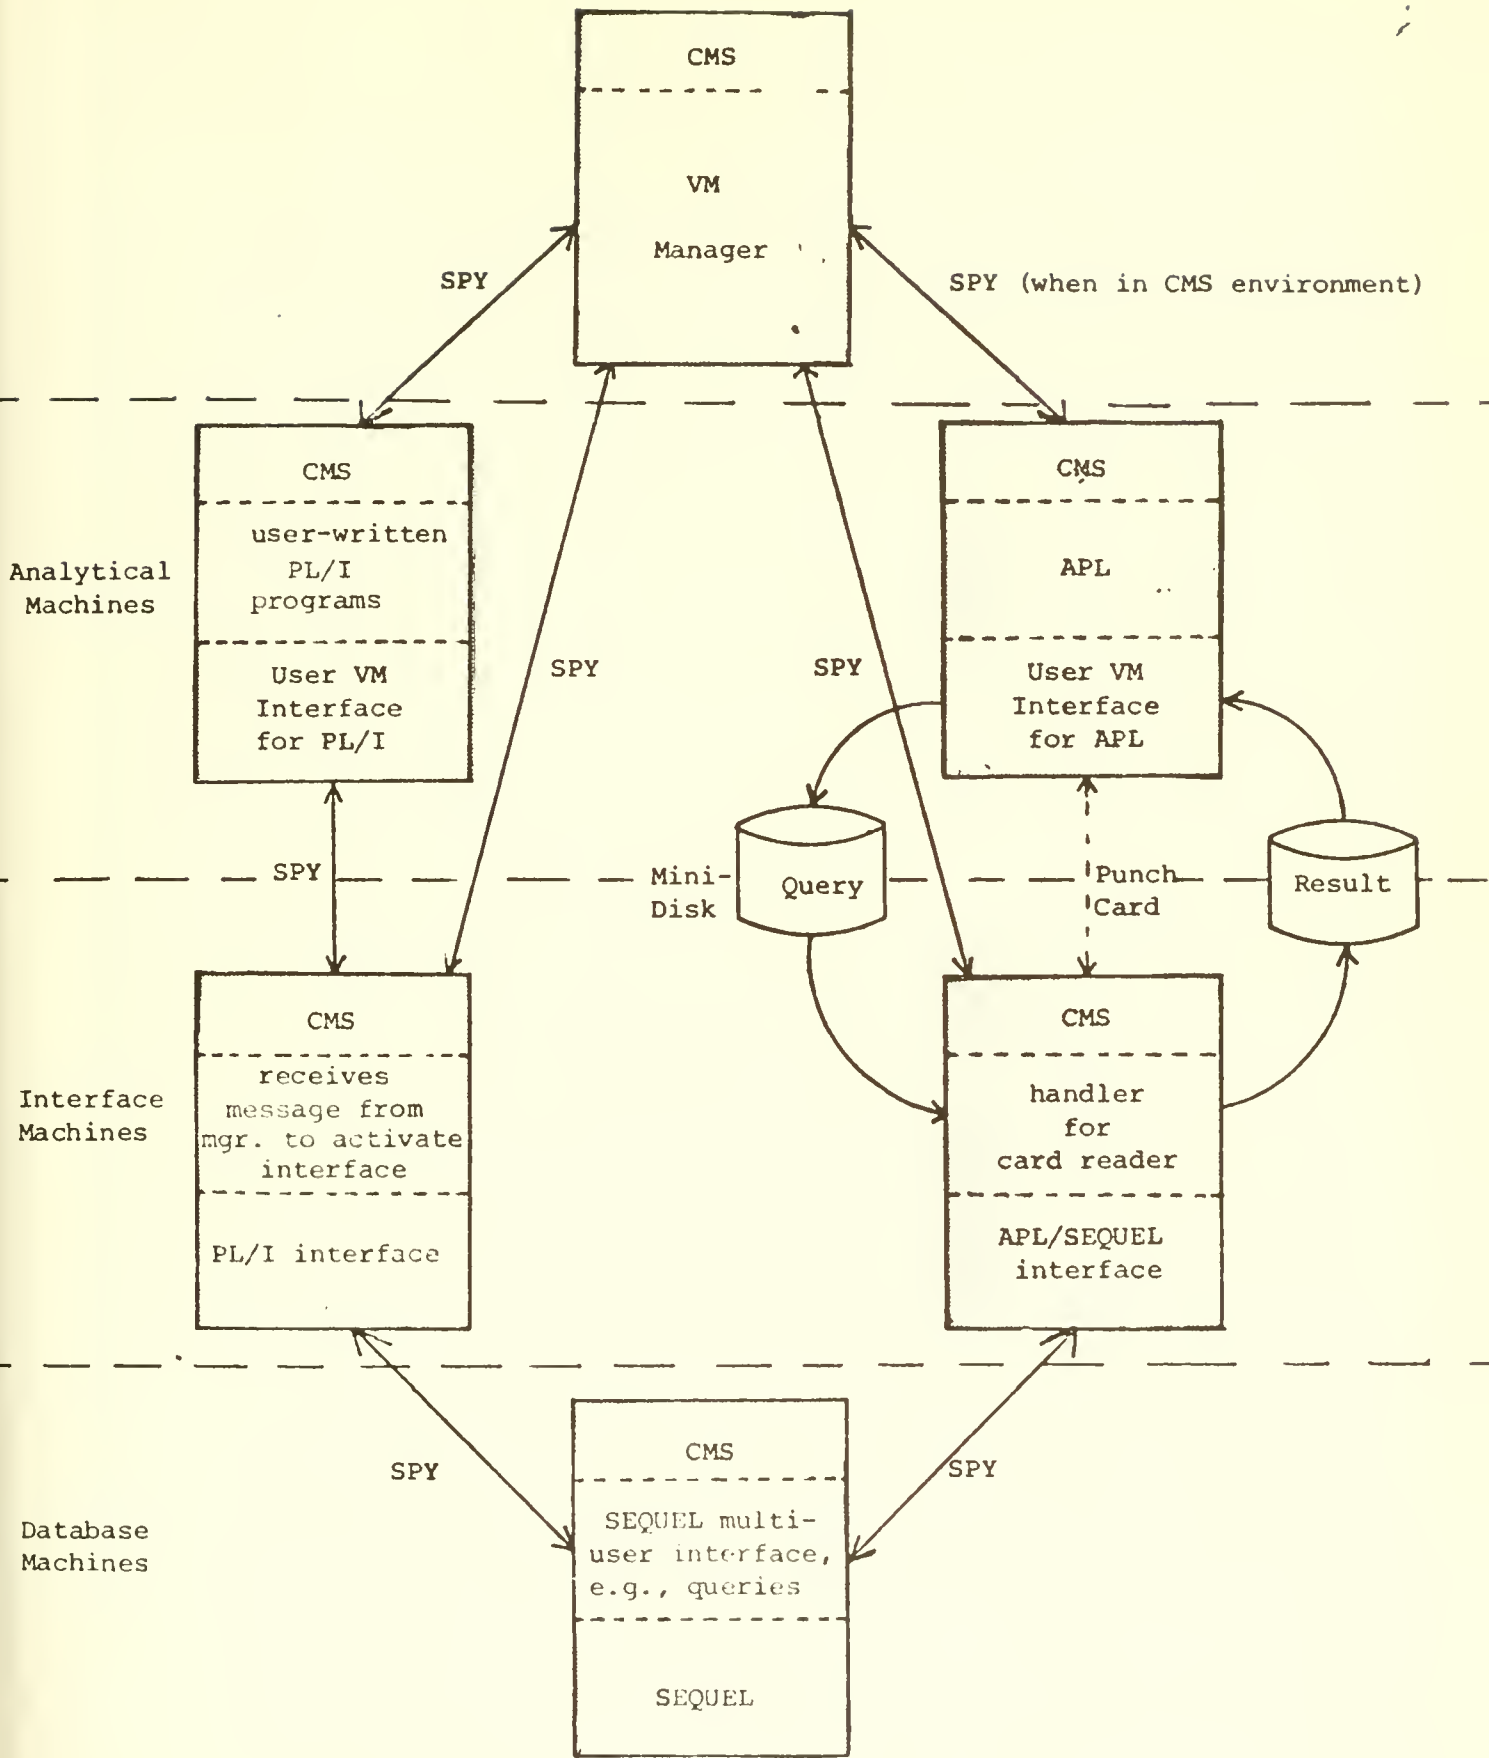 CMS
VM
Manager
SPY
SPY (when in CMS environment)
CMS
user-written
PL/I
programs
User VM
Interface
for PL/I
CMS
APL
User VM
Interface
for APL
Analytical
Machines
SPY
SPY
SPY
Mini-
Disk
Query
Punch
Card
Result
CMS
receives
message from
mgr. to activate
interface
PL/I interface
CMS
handler
for
card reader
APL/SEQUEL
interface
Interface
Machines
SPY
SPY
CMS
SEQUEL multi-
user interface,
e.g., queries
SEQUEL
Database
Machines